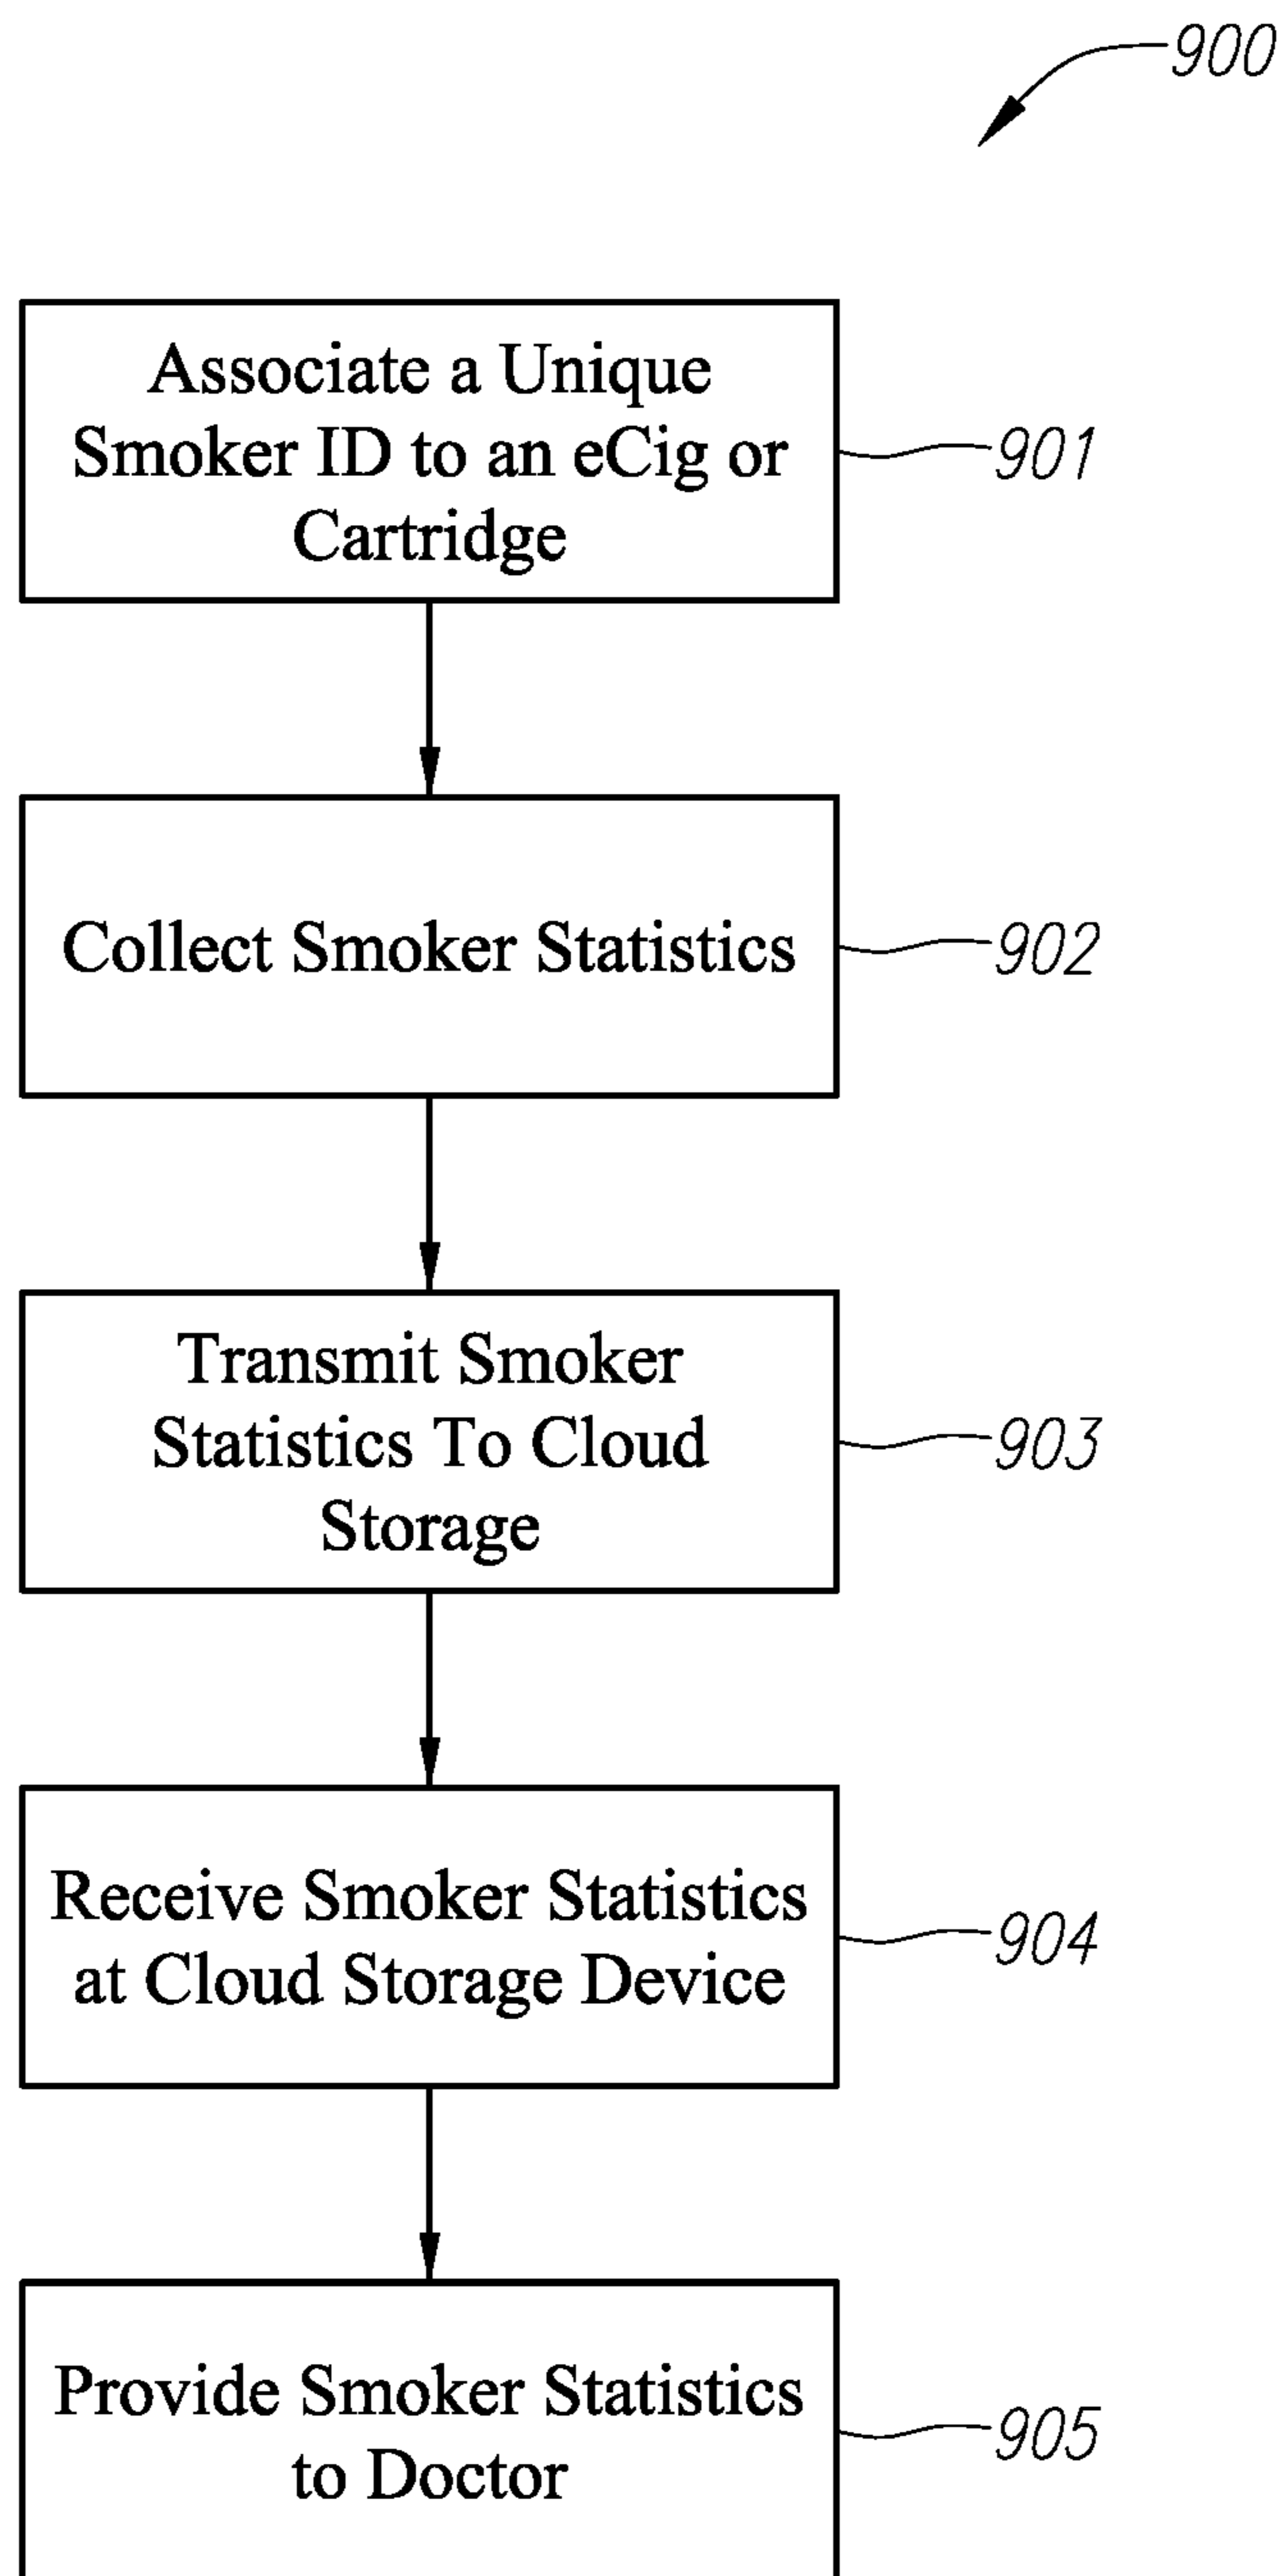 900
Associate a Unique
Smoker ID to an eCig or
Cartridge
901
Collect Smoker Statistics
902
Transmit Smoker
Statistics To Cloud
Storage
903
Receive Smoker Statistics
at Cloud Storage Device
904
Provide Smoker Statistics
to Doctor
905